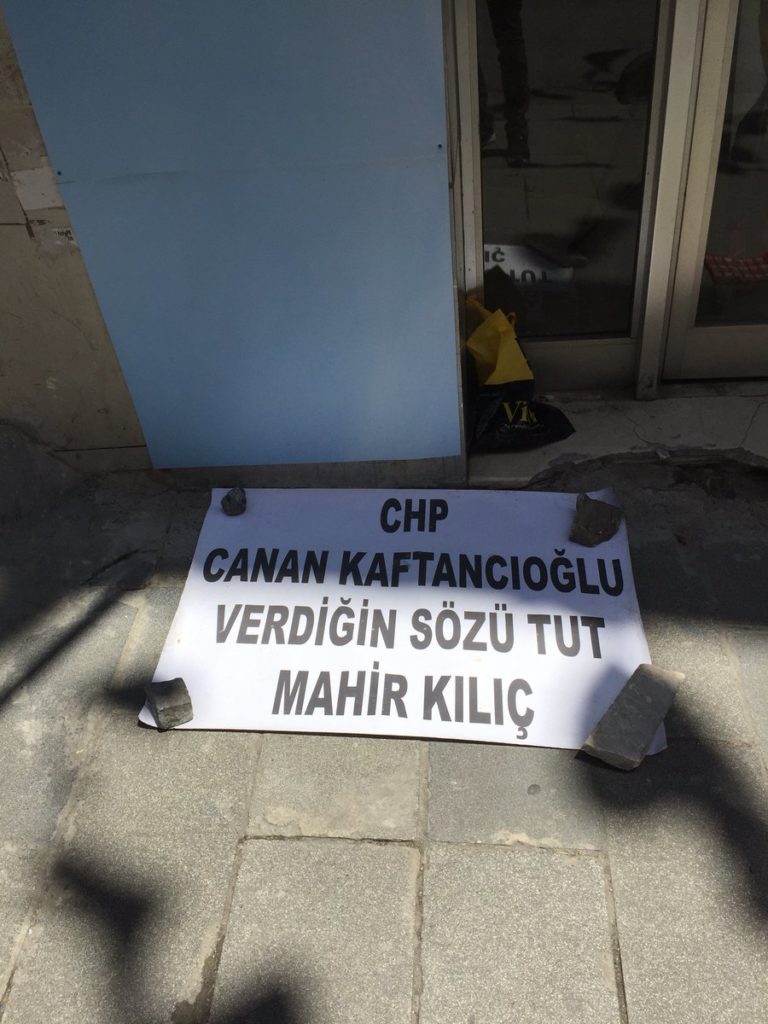 CHP
CANAN KAFTANCIOĞLU
VERDİĞİN SÖZÜ TUT
MAHİR KILIÇ